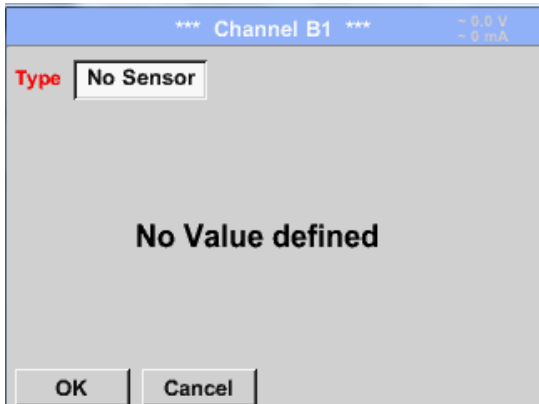 *** Channel B1 ***
~ 0.0 V
~ 0 mA
Type No Sensor
No Value defined
OK Cancel